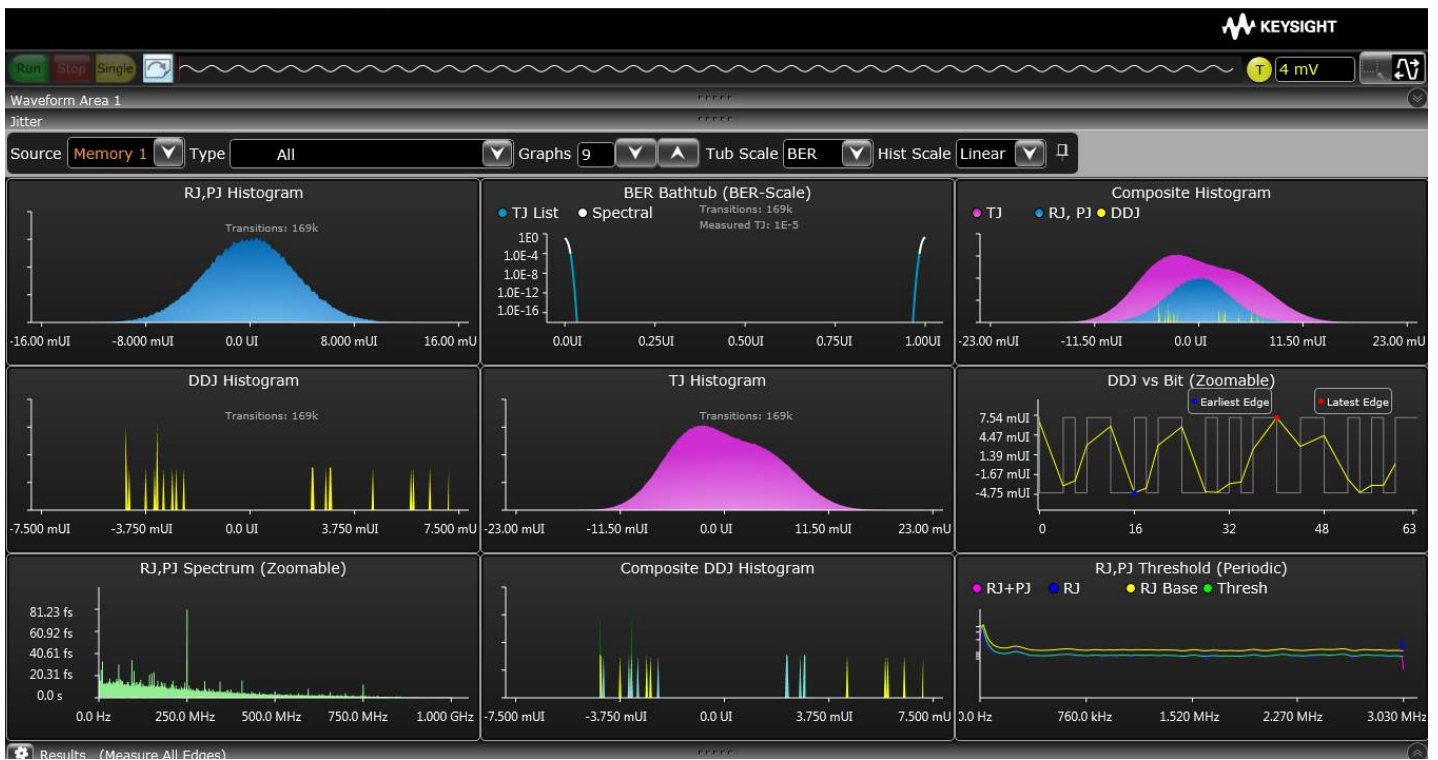 KEYSIGHT
Run Stop Single T 4 mV
Waveform Area 1
Jitter
Source Memory 1 Type All Graphs 9 Tub Scale BER Hist Scale Linear
RJ,PJ Histogram
Transitions: 169k
-16.00 mUI -8.000 mUI 0.0 UI 8.000 mUI 16.00 mU
BER Bathtub (BER-Scale)
TJ List Spectral Transitions: 169k
Measured TJ: 1E-5
1E0
1.0E-4
1.0E-8
1.0E-12
1.0E-16
0.0UI 0.25UI 0.50UI 0.75UI 1.00UI
Composite Histogram
TJ RJ, PJ DDJ
-23.00 mUI -11.50 mUI 0.0 UI 11.50 mUI 23.00 mU
DDJ Histogram
Transitions: 169k
-7.500 mUI -3.750 mUI 0.0 UI 3.750 mUI 7.500 mU
TJ Histogram
Transitions: 169k
-23.00 mUI -11.50 mUI 0.0 UI 11.50 mUI 23.00 mU
DDJ vs Bit (Zoomable)
Earliest Edge Latest Edge
7.54 mUI
4.47 mUI
1.39 mUI
-1.67 mUI
-4.75 mUI
0 16 32 48 63
RJ,PJ Spectrum (Zoomable)
81.23 fs
60.92 fs
40.61 fs
20.31 fs
0.0 s
0.0 Hz 250.0 MHz 500.0 MHz 750.0 MHz 1.000 GHz
Composite DDJ Histogram
-7.500 mUI -3.750 mUI 0.0 UI 3.750 mUI 7.500 mU
RJ,PJ Threshold (Periodic)
RJ+PJ RJ RJ Base Thresh
0.0 Hz 760.0 kHz 1.520 MHz 2.270 MHz 3.030 MHz
Results (Measure All Edges)